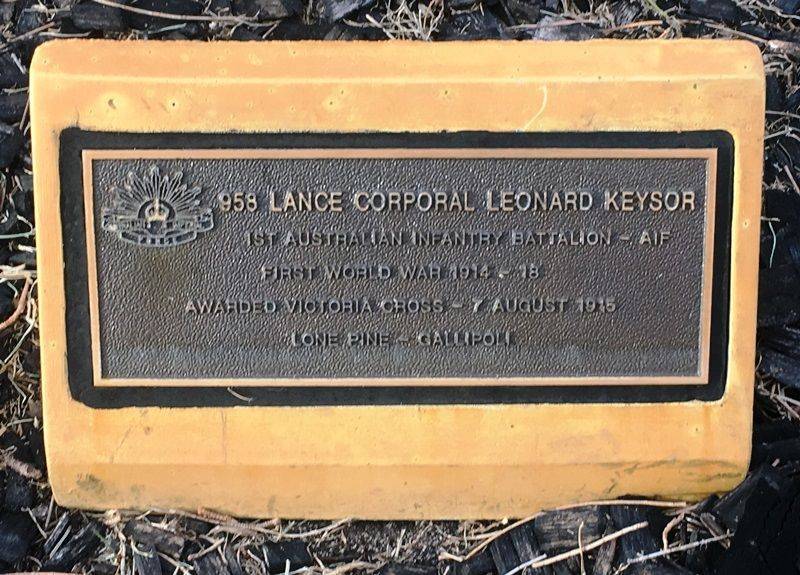 958 LANCE CORPORAL LEONARD KEYSOR
1ST AUSTRALIAN INFANTRY BATTALION - AIF
FIRST WORLD WAR 1914 - 18
AWARDED VICTORIA CROSS - 7 AUGUST 1915
LONE PINE - GALLIPOLI